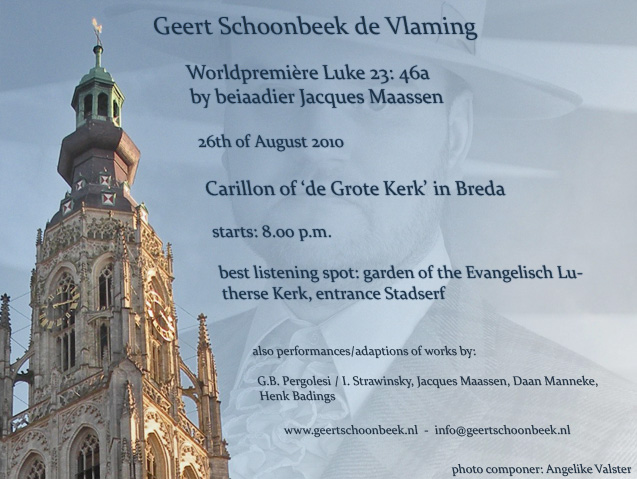 Geert Schoonbeek de Vlaming
Worldpremière Luke 23: 46a
by beiaadier Jacques Maassen
26th of August 2010
Carillon of ‘de Grote Kerk’ in Breda
starts: 8.00 p.m.
best listening spot: garden of the Evangelisch Lu-
therse Kerk, entrance Stadserf
also performances/adaptions of works by:
G.B. Pergolesi / I. Strawinsky, Jacques Maassen, Daan Manneke,
Henk Badings
www.geertschoonbeek.nl - info@geertschoonbeek.nl
photo componer: Angelike Valster